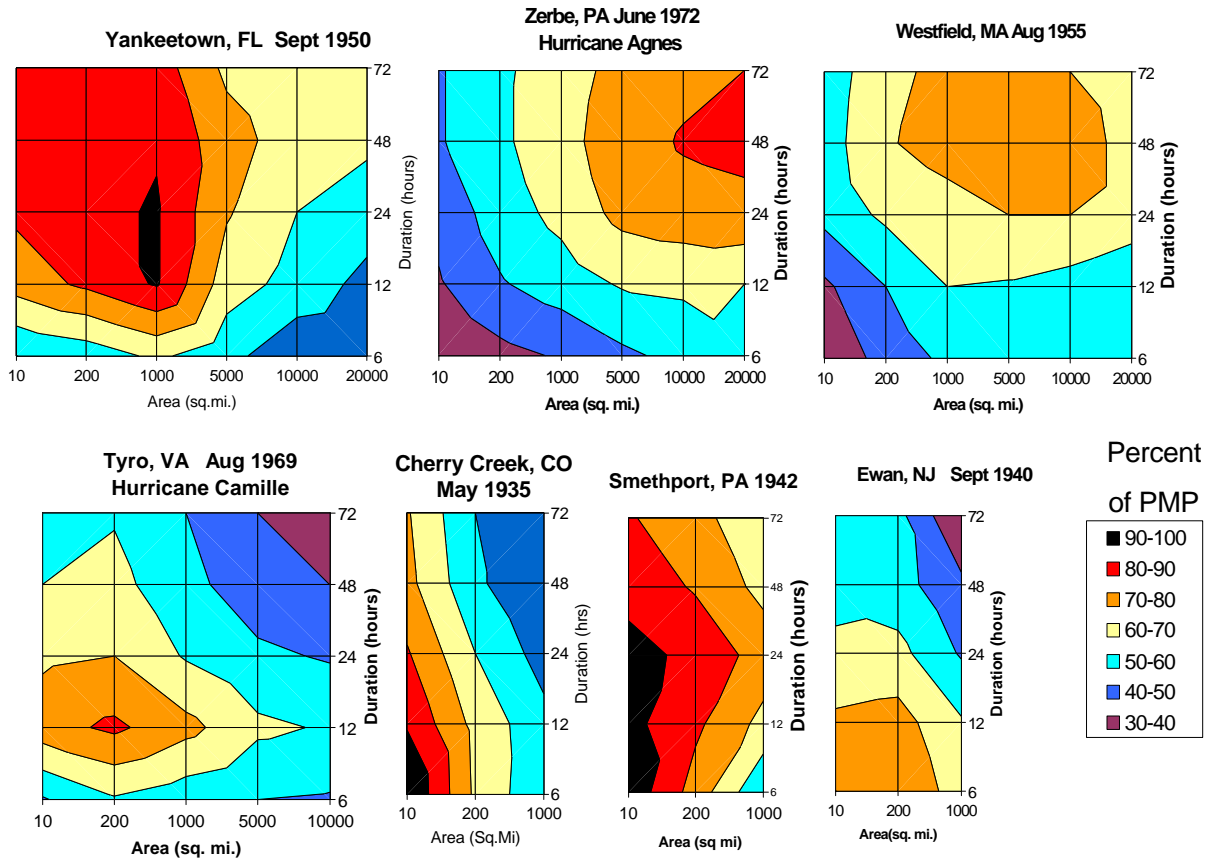 Yankeetown, FL Sept 1950
72
48
24
12
6
Duration (hours)
10 200 1000 5000 10000 20000
Area (sq.mi.)
Zerbe, PA June 1972
Hurricane Agnes
72
48
24
12
6
Duration (hours)
10 200 1000 5000 10000 20000
Area (sq. mi.)
Westfield, MA Aug 1955
72
48
24
12
6
Duration (hours)
10 200 1000 5000 10000 20000
Area (sq. mi.)
Tyro, VA Aug 1969
Hurricane Camille
72
48
24
12
6
Duration (hours)
10 200 1000 5000 10000
Area (sq. mi.)
Cherry Creek, CO
May 1935
72
48
24
12
6
Duration (hrs)
10 200 1000
Area (Sq.Mi)
Smethport, PA 1942
72
48
24
12
6
Duration (hours)
10 200 1000
Area (sq mi)
Ewan, NJ Sept 1940
72
48
24
12
6
Duration (hours)
10 200 1000
Area(sq. mi.)
Percent
of PMP
90-100
80-90
70-80
60-70
50-60
40-50
30-40